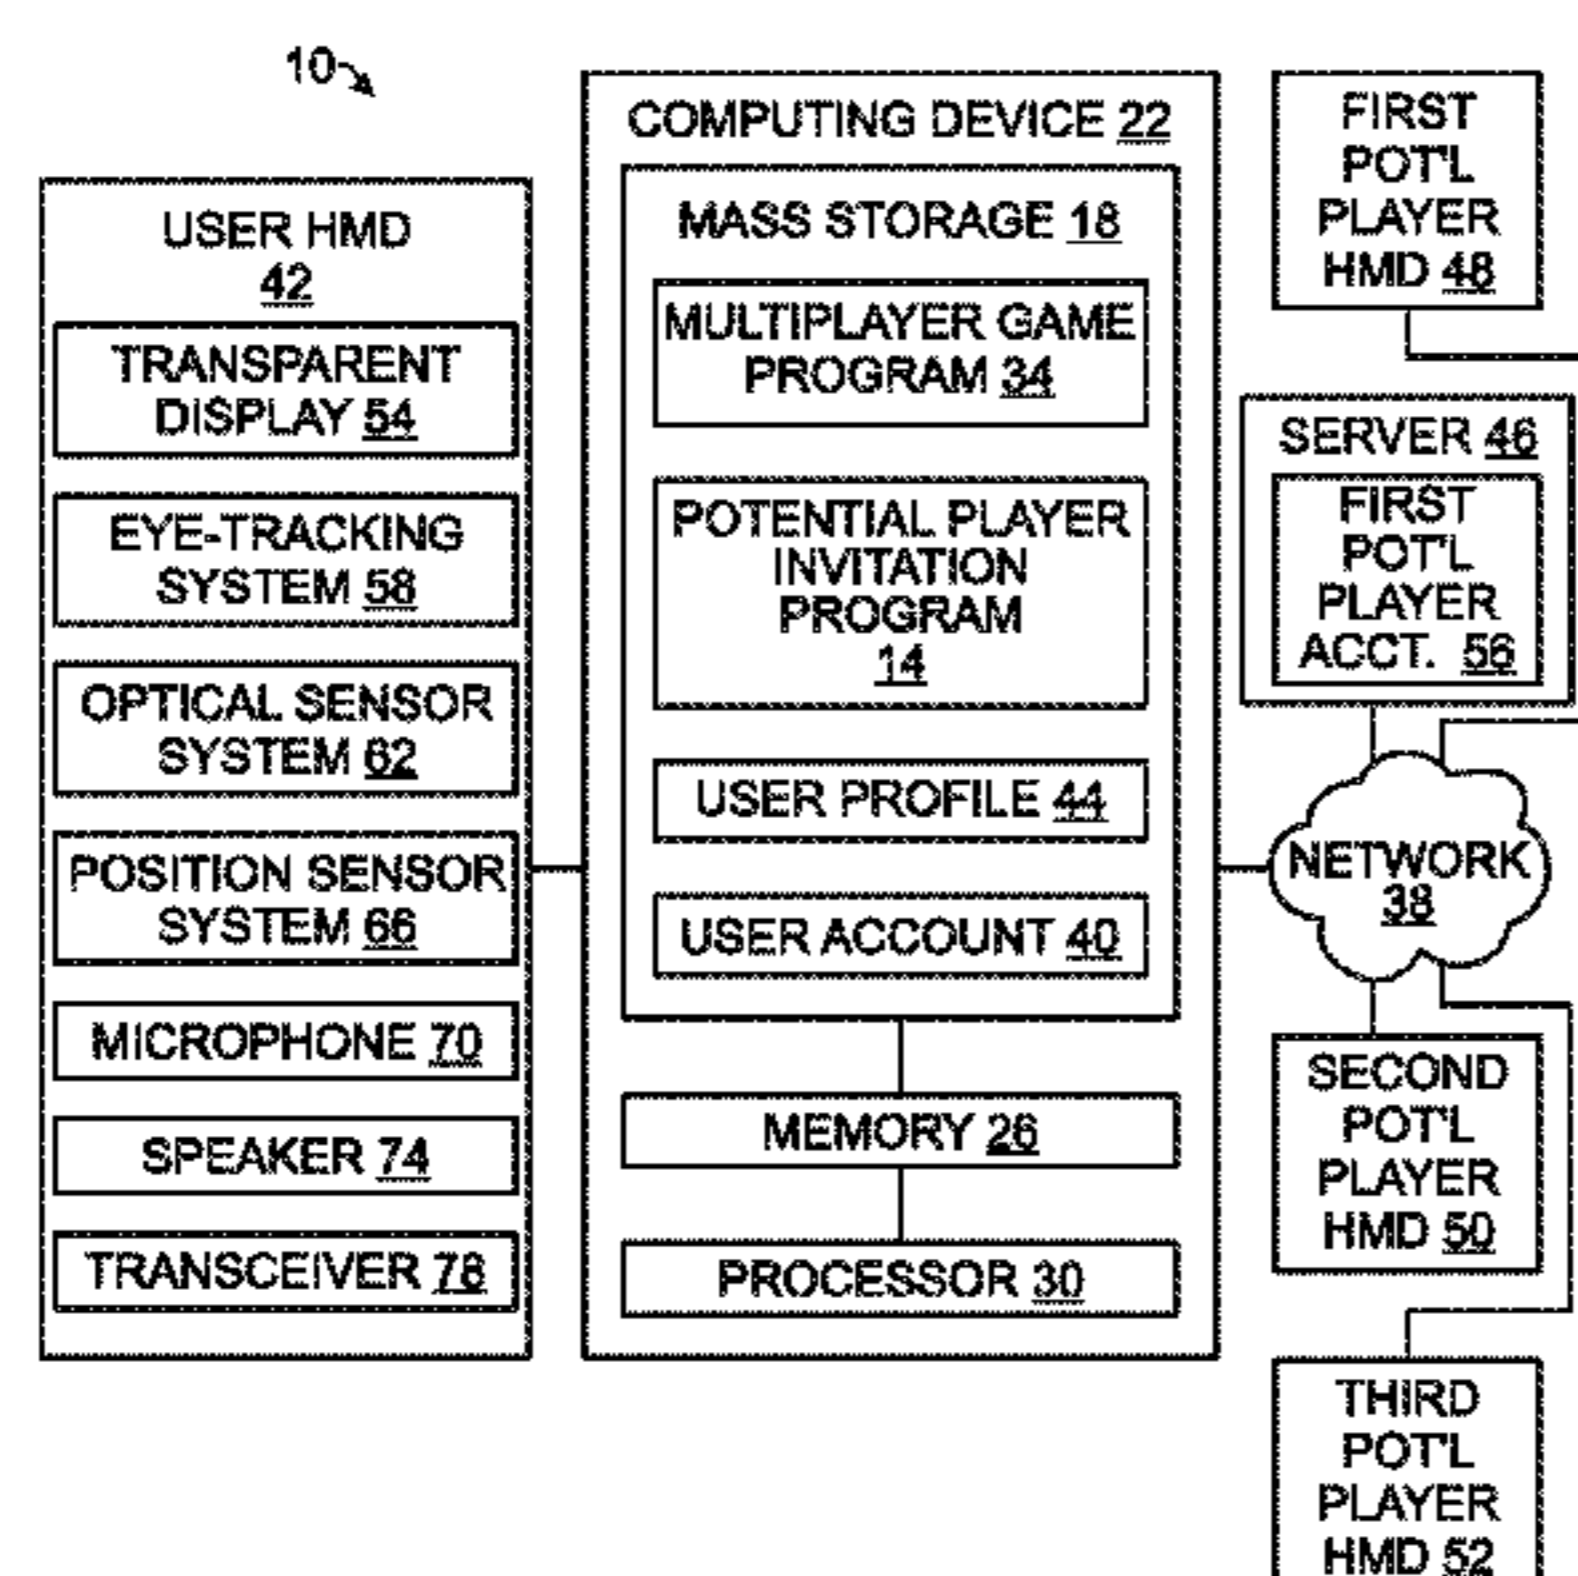 10
USER HMD
42
TRANSPARENT
DISPLAY 54
EYE-TRACKING
SYSTEM 58
OPTICAL SENSOR
SYSTEM 62
POSITION SENSOR
SYSTEM 66
MICROPHONE 70
SPEAKER 74
TRANSCEIVER 78
COMPUTING DEVICE 22
MASS STORAGE 18
MULTIPLAYER GAME
PROGRAM 34
POTENTIAL PLAYER
INVITATION
PROGRAM
14
USER PROFILE 44
USER ACCOUNT 40
MEMORY 26
PROCESSOR 30
FIRST
POT'L
PLAYER
HMD 48
SERVER 46
FIRST
POT'L
PLAYER
ACCT. 56
NETWORK
38
SECOND
POT'L
PLAYER
HMD 50
THIRD
POT'L
PLAYER
HMD 52